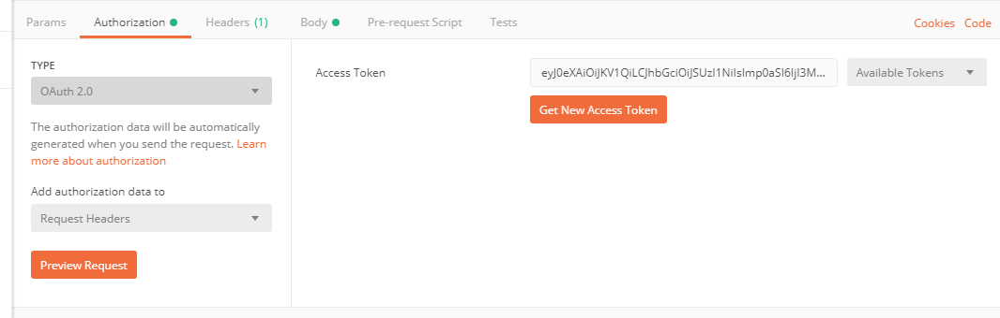 Params Authorization Headers (1) Body Pre-request Script Tests Cookies Code
TYPE
OAuth 2.0
The authorization data will be automatically
generated when you send the request. Learn
more about authorization
Add authorization data to
Request Headers
Preview Request
Access Token eyJ0eXAiOiJKV1QiLCJhbGciOiJSUzI1NiIsImp0aSI6IjI3M... Available Tokens
Get New Access Token